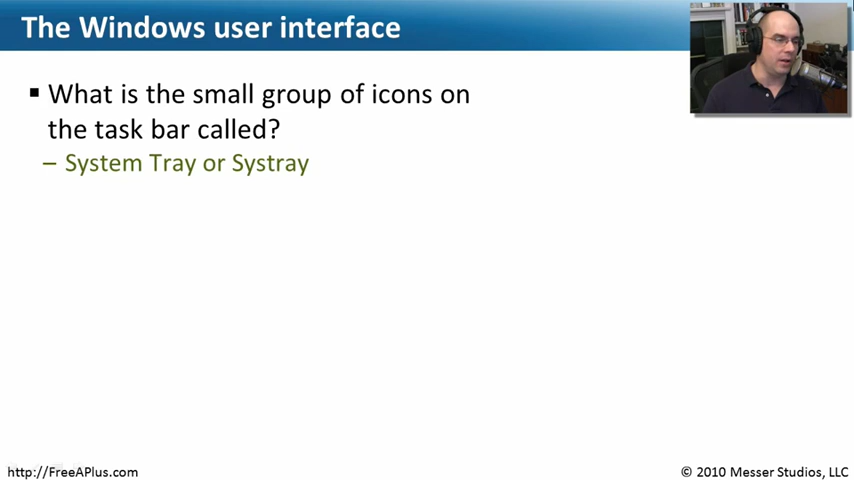 The Windows user interface
▪ What is the small group of icons on
the task bar called?
– System Tray or Systray
http://FreeAPlus.com
© 2010 Messer Studios, LLC